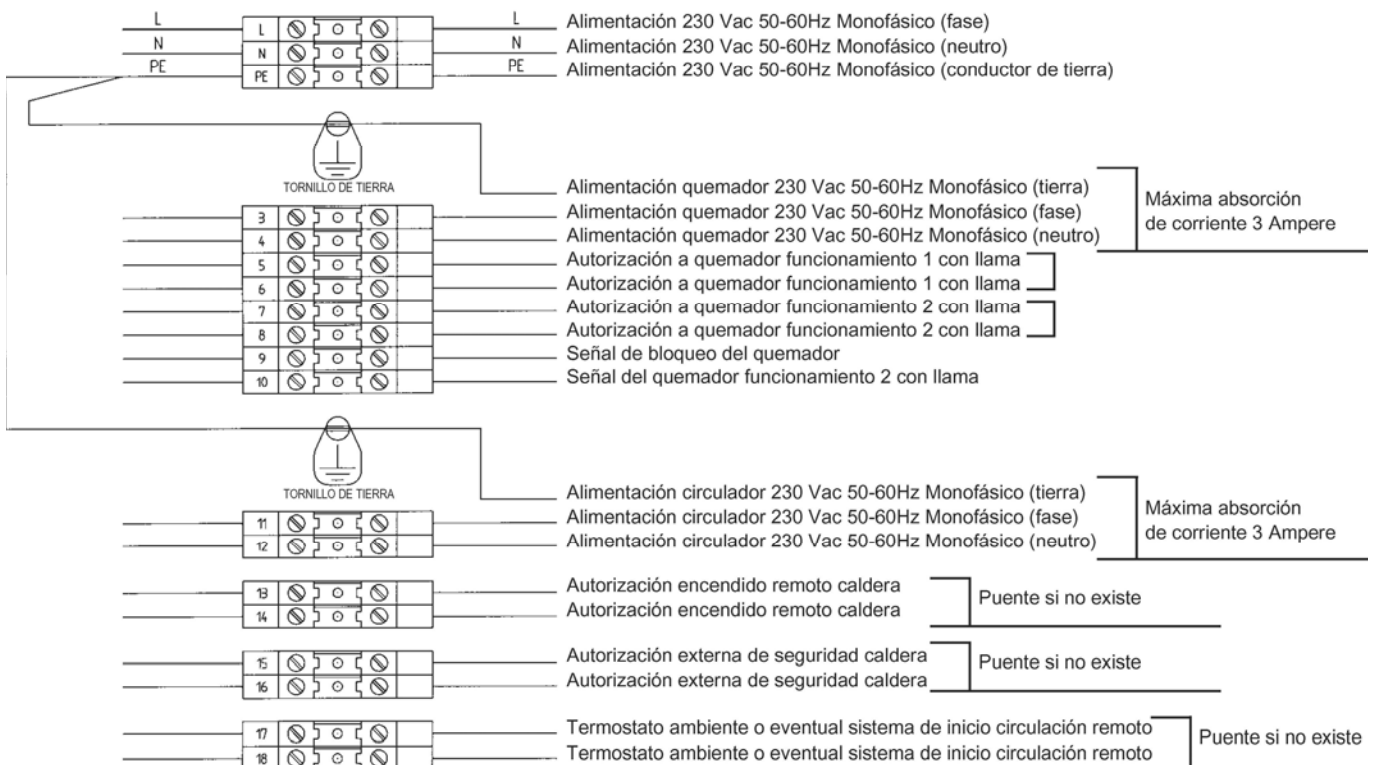 L L L Alimentación 230 Vac 50-60Hz Monofásico (fase)
N N N Alimentación 230 Vac 50-60Hz Monofásico (neutro)
PE PE PE Alimentación 230 Vac 50-60Hz Monofásico (conductor de tierra)
TORNILLO DE TIERRA
Alimentación quemador 230 Vac 50-60Hz Monofásico (tierra)
3 Alimentación quemador 230 Vac 50-60Hz Monofásico (fase)
4 Alimentación quemador 230 Vac 50-60Hz Monofásico (neutro)
Máxima absorción
de corriente 3 Ampere
5 Autorización a quemador funcionamiento 1 con llama
6 Autorización a quemador funcionamiento 1 con llama
7 Autorización a quemador funcionamiento 2 con llama
8 Autorización a quemador funcionamiento 2 con llama
9 Señal de bloqueo del quemador
10 Señal del quemador funcionamiento 2 con llama
TORNILLO DE TIERRA
Alimentación circulador 230 Vac 50-60Hz Monofásico (tierra)
11 Alimentación circulador 230 Vac 50-60Hz Monofásico (fase)
12 Alimentación circulador 230 Vac 50-60Hz Monofásico (neutro)
Máxima absorción
de corriente 3 Ampere
13 Autorización encendido remoto caldera
14 Autorización encendido remoto caldera
Puente si no existe
15 Autorización externa de seguridad caldera
16 Autorización externa de seguridad caldera
Puente si no existe
17 Termostato ambiente o eventual sistema de inicio circulación remoto
18 Termostato ambiente o eventual sistema de inicio circulación remoto
Puente si no existe